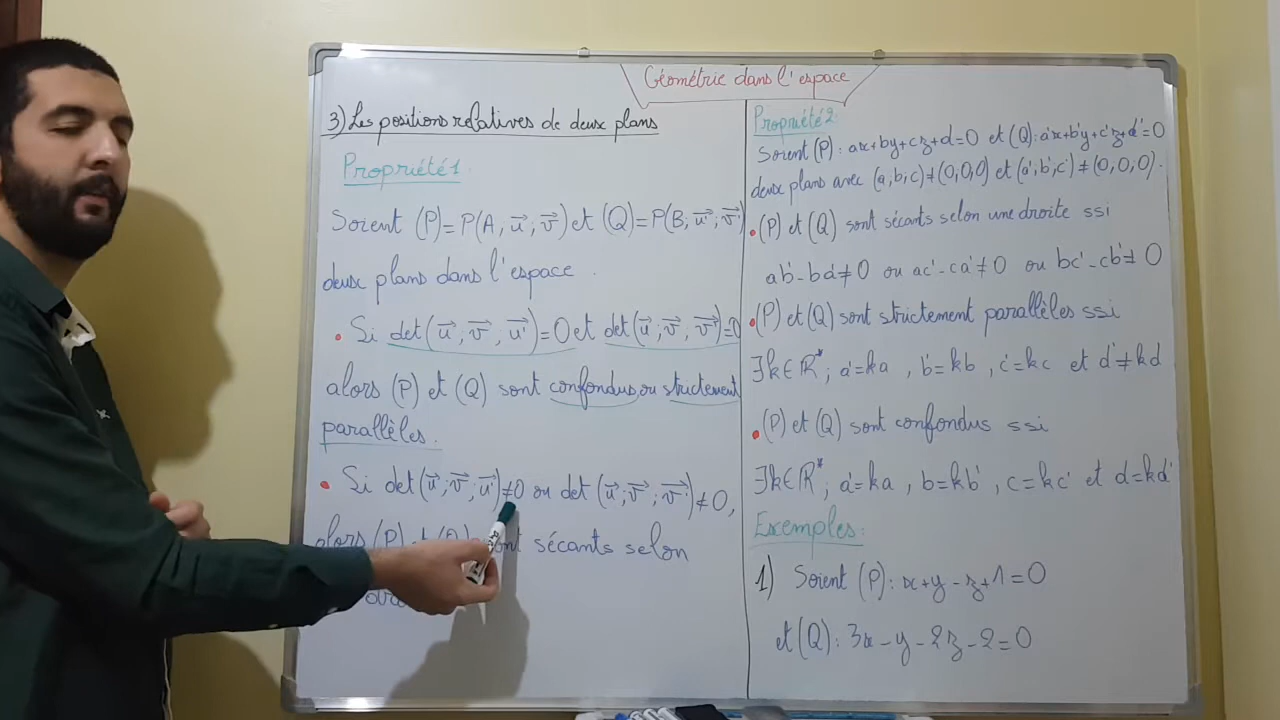 Géométrie dans l'espace
3) Les positions relatives de deux plans
Propriété 1
Soient (P)=P(A, u⃗; v⃗) et (Q)=P(B, u⃗'; v⃗')
deux plans dans l'espace.
• Si det(u⃗; v⃗; u⃗')=0 et det(u⃗; v⃗; v⃗')=0
alors (P) et (Q) sont confondus ou strictement
parallèles.
• Si det(u⃗; v⃗; u⃗')≠0 ou det(u⃗; v⃗; v⃗')≠0,
alors (P) et (Q) sont sécants selon
Propriété 2
Soient (P): ax+by+cz+d=0 et (Q): a'x+b'y+c'z+d'=0
deux plans avec (a,b,c)≠(0,0,0) et (a',b',c')≠(0,0,0).
• (P) et (Q) sont sécants selon une droite ssi
ab'-ba'≠0 ou ac'-ca'≠0 ou bc'-cb'≠0
• (P) et (Q) sont strictement parallèles ssi
∃k∈ℝ*; a'=ka, b'=kb, c'=kc et d'≠kd
• (P) et (Q) sont confondus ssi
∃k∈ℝ*; a'=ka, b=kb', c=kc' et d=kd'
Exemples:
1) Soient (P): x+y-z+1=0
et (Q): 3x-y-2z-2=0